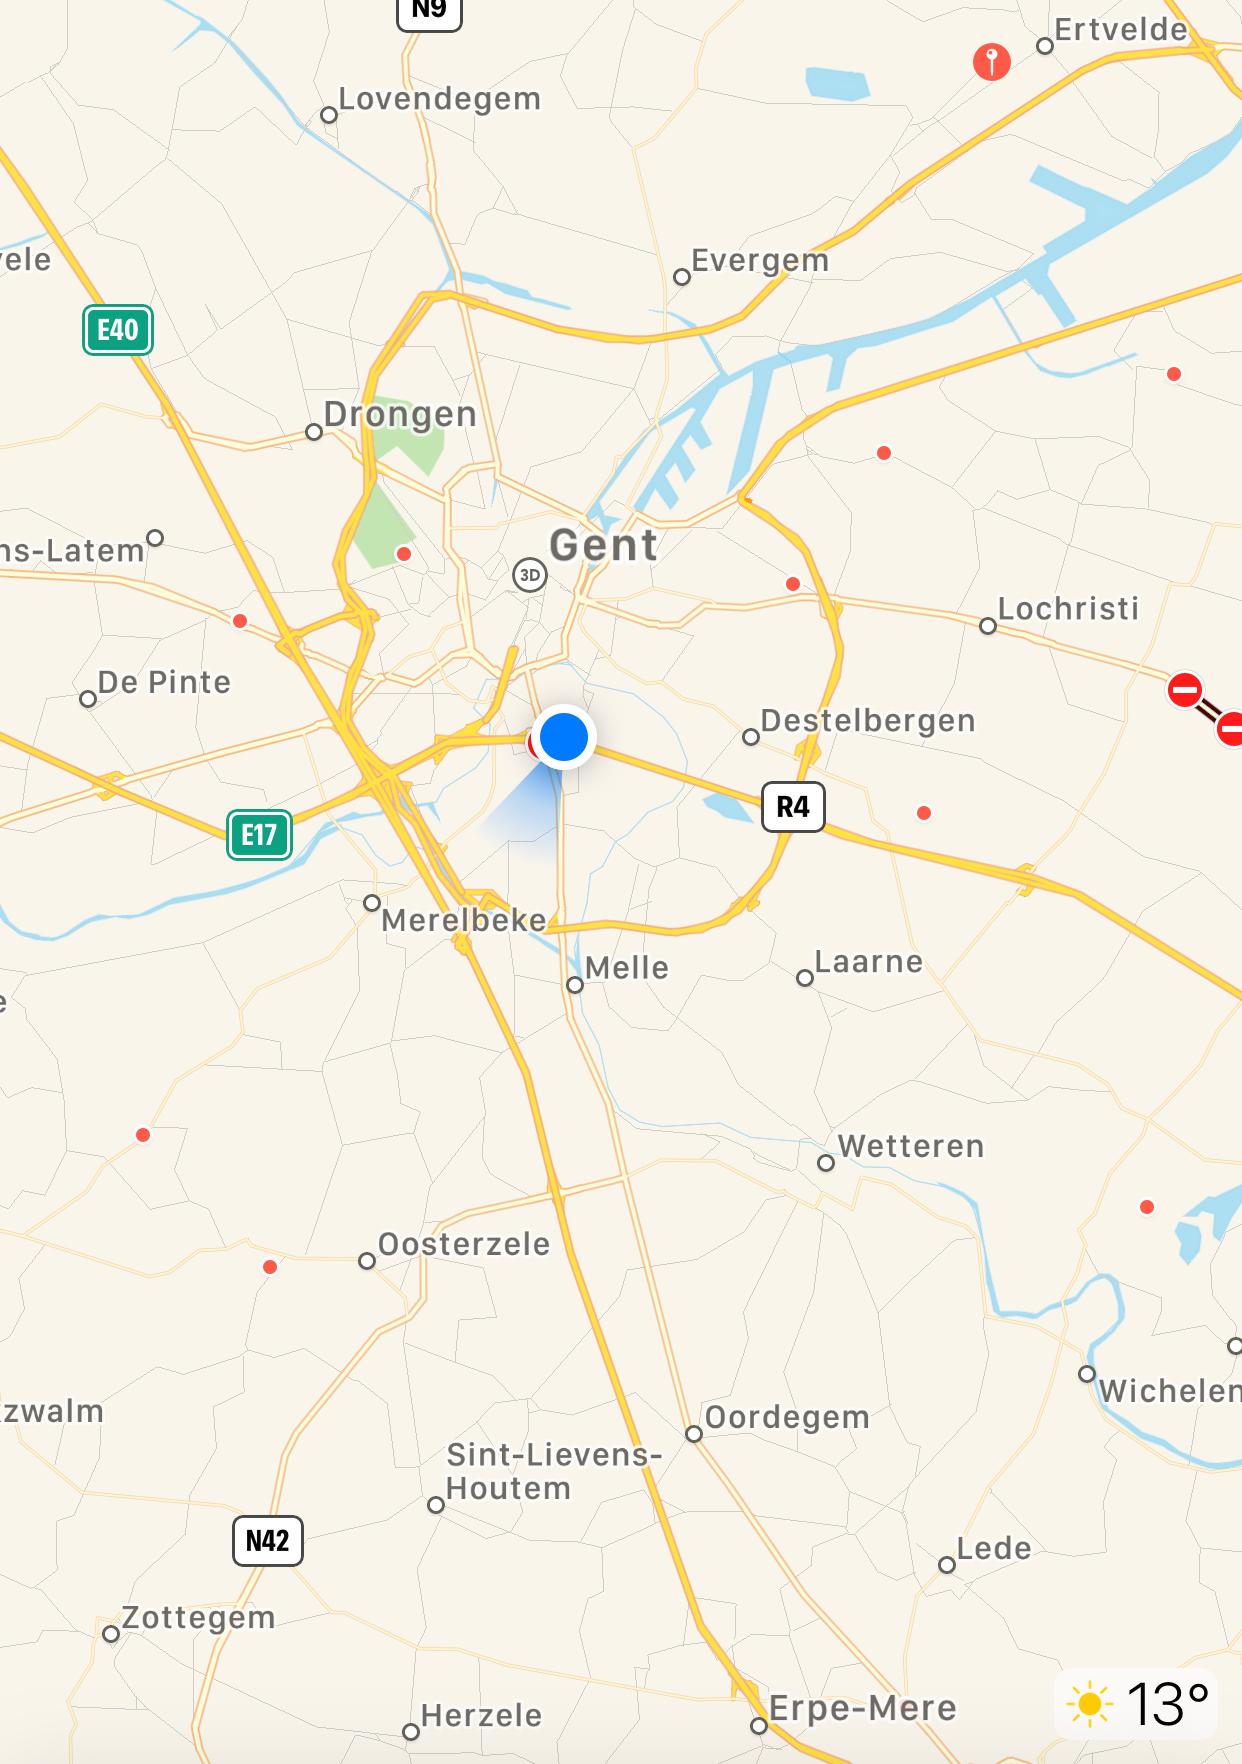 N9
Ertvelde
Lovendegem
Evergem
vele
E40
Drongen
Gent
ns-Latem
3D
Lochristi
De Pinte
Destelbergen
R4
E17
Merelbeke
Melle
Laarne
e
Wetteren
Oosterzele
Wichelen
zwalm
Oordegem
Sint-Lievens-
Houtem
N42
Lede
Zottegem
Erpe-Mere
13°
Herzele